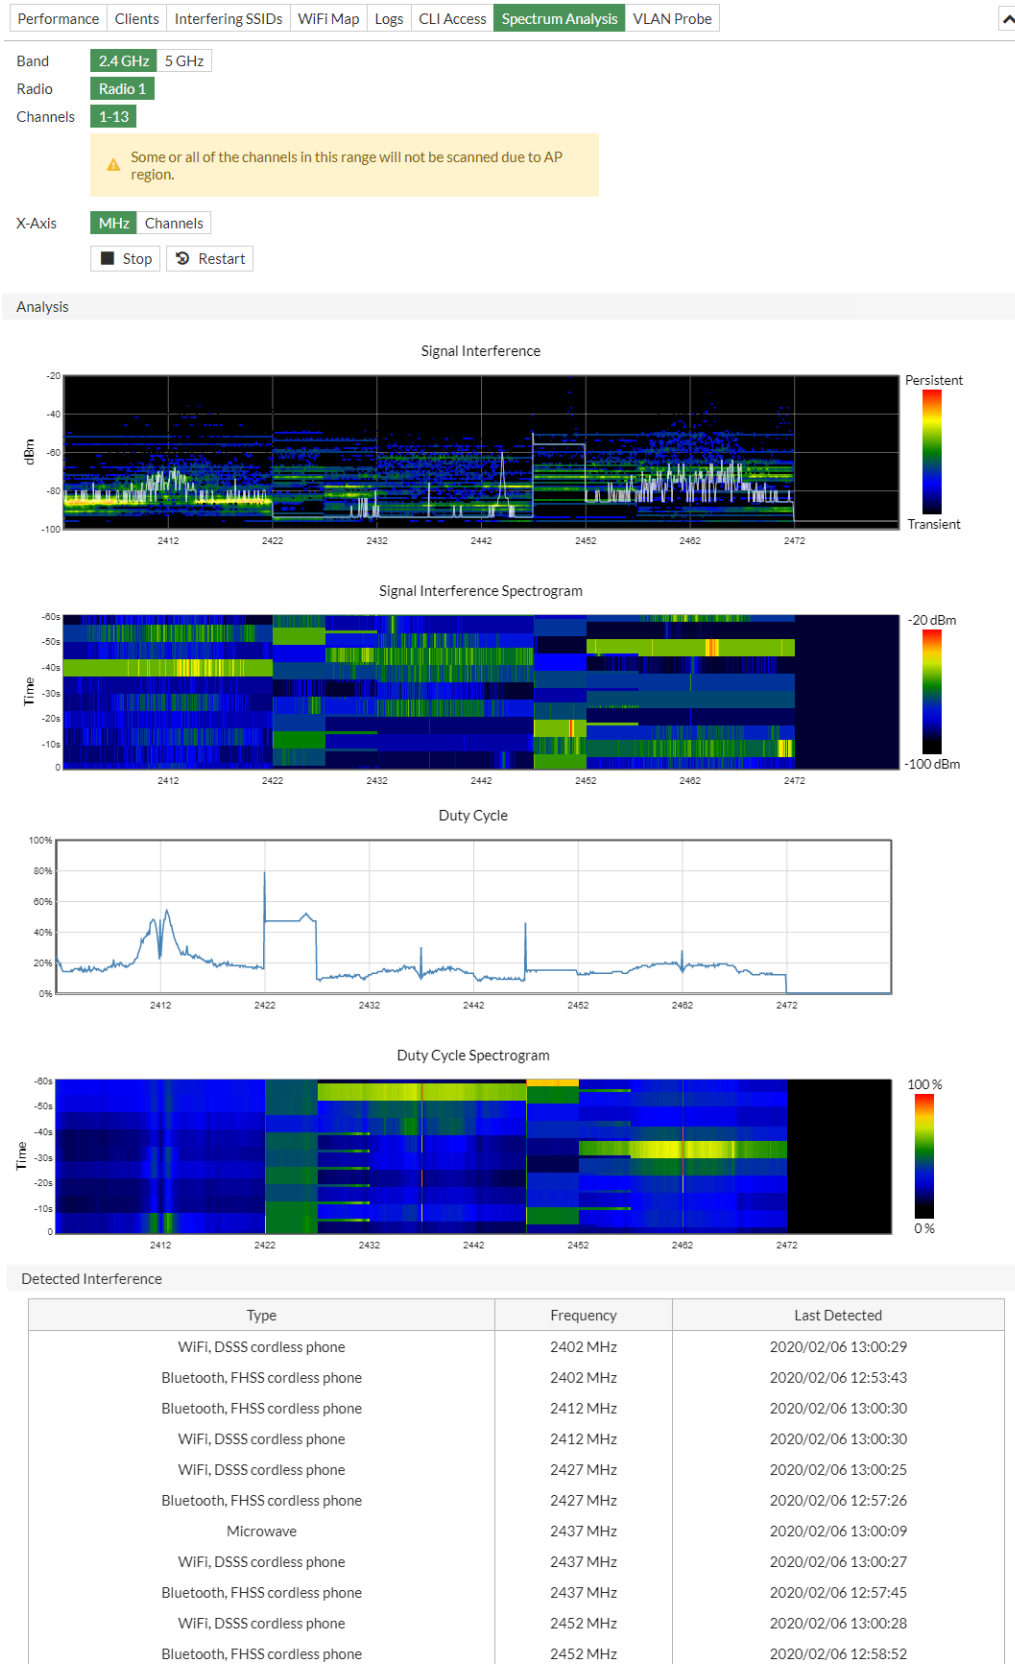 Performance Clients Interfering SSIDs WiFi Map Logs CLI Access Spectrum Analysis VLAN Probe
Band 2.4 GHz 5 GHz
Radio Radio 1
Channels 1-13
Some or all of the channels in this range will not be scanned due to AP
region.
X-Axis MHz Channels
Stop Restart
Analysis
Signal Interference
-20 Persistent
-40
dBm
-60
-80
-100 Transient
2412 2422 2432 2442 2452 2462 2472
Signal Interference Spectrogram
-60s -20 dBm
-50s
-40s
Time
-30s
-20s
-10s
0 -100 dBm
2412 2422 2432 2442 2452 2462 2472
Duty Cycle
100%
80%
60%
40%
20%
0%
2412 2422 2432 2442 2452 2462 2472
Duty Cycle Spectrogram
-60s 100 %
-50s
-40s
Time
-30s
-20s
-10s
0 0 %
2412 2422 2432 2442 2452 2462 2472
Detected Interference
Type Frequency Last Detected
WiFi, DSSS cordless phone 2402 MHz 2020/02/06 13:00:29
Bluetooth, FHSS cordless phone 2402 MHz 2020/02/06 12:53:43
Bluetooth, FHSS cordless phone 2412 MHz 2020/02/06 13:00:30
WiFi, DSSS cordless phone 2412 MHz 2020/02/06 13:00:30
WiFi, DSSS cordless phone 2427 MHz 2020/02/06 13:00:25
Bluetooth, FHSS cordless phone 2427 MHz 2020/02/06 12:57:26
Microwave 2437 MHz 2020/02/06 13:00:09
WiFi, DSSS cordless phone 2437 MHz 2020/02/06 13:00:27
Bluetooth, FHSS cordless phone 2437 MHz 2020/02/06 12:57:45
WiFi, DSSS cordless phone 2452 MHz 2020/02/06 13:00:28
Bluetooth, FHSS cordless phone 2452 MHz 2020/02/06 12:58:52